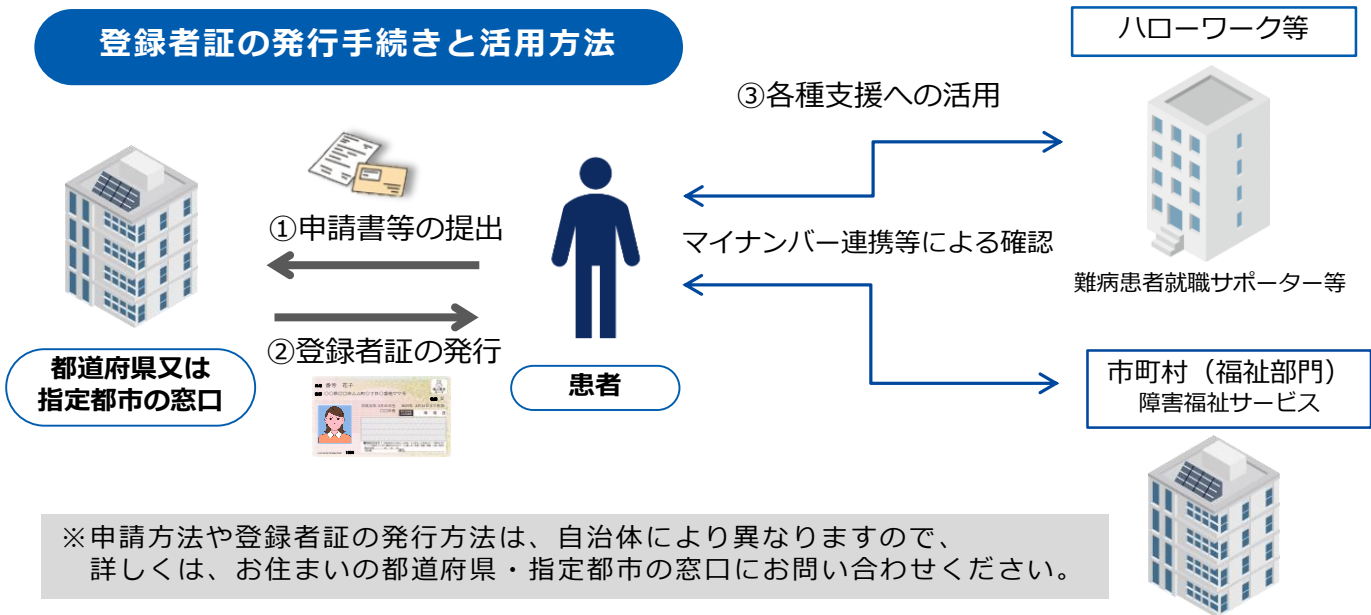 登録者証の発行手続きと活用方法
ハローワーク等
③各種支援への活用
①申請書等の提出
マイナンバー連携等による確認
難病患者就職サポーター等
②登録者証の発行
都道府県又は
指定都市の窓口
患者
市町村（福祉部門）
障害福祉サービス
番号 花子
※申請方法や登録者証の発行方法は、自治体により異なりますので、
詳しくは、お住まいの都道府県・指定都市の窓口にお問い合わせください。